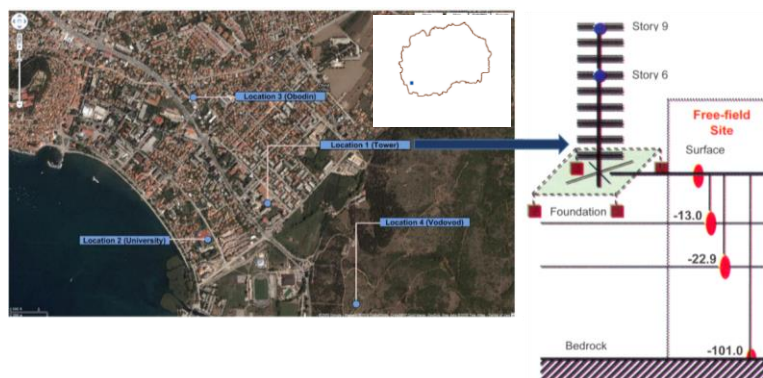 Location 3 (Obodin)
Location 1 (Tower)
Location 2 (University)
Location 4 (Vodovod)
Story 9
Story 6
Free-field
Site
Surface
Foundation
-13.0
-22.9
Bedrock
-101.0